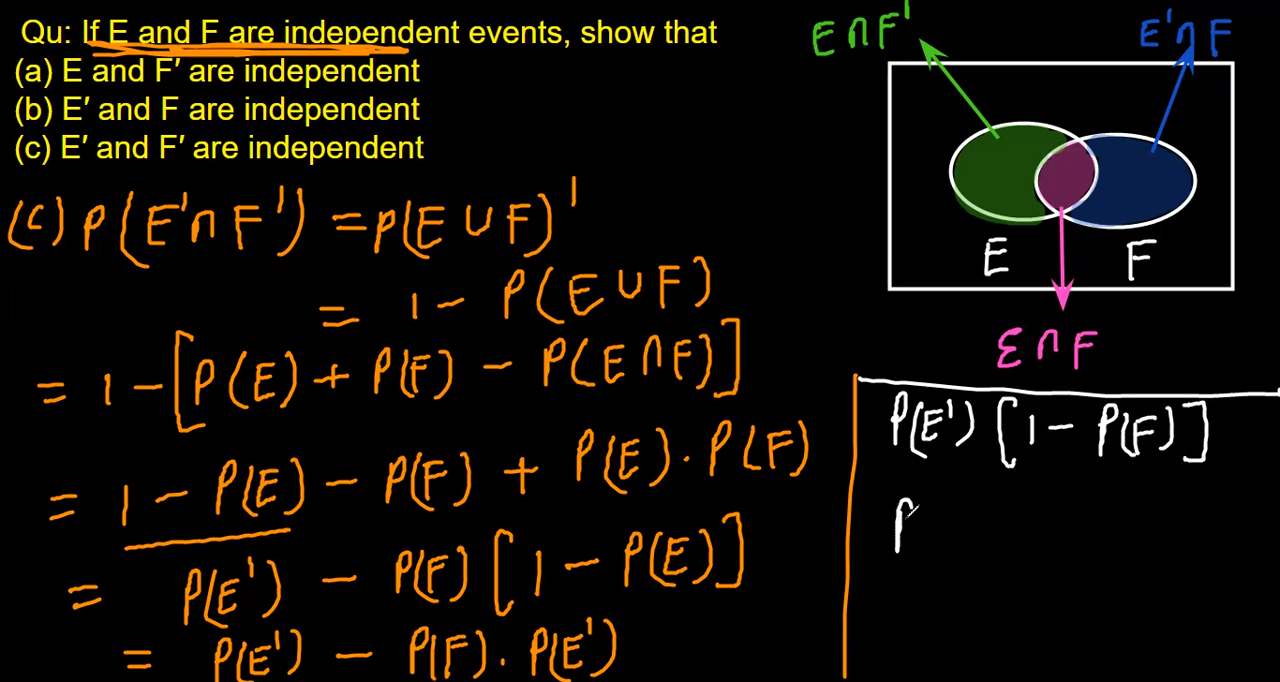 Qu: If E and F are independent events, show that
(a) E and F′ are independent
(b) E′ and F are independent
(c) E′ and F′ are independent
E ∩ F'
E' ∩ F
E
F
E ∩ F
(c) P(E' ∩ F') = P(E ∪ F)'
= 1 - P(E ∪ F)
= 1 - [P(E) + P(F) - P(E ∩ F)]
= 1 - P(E) - P(F) + P(E) . P(F)
= P(E') - P(F) [1 - P(E)]
= P(E') - P(F) . P(E')
P(E') [1 - P(F)]
P